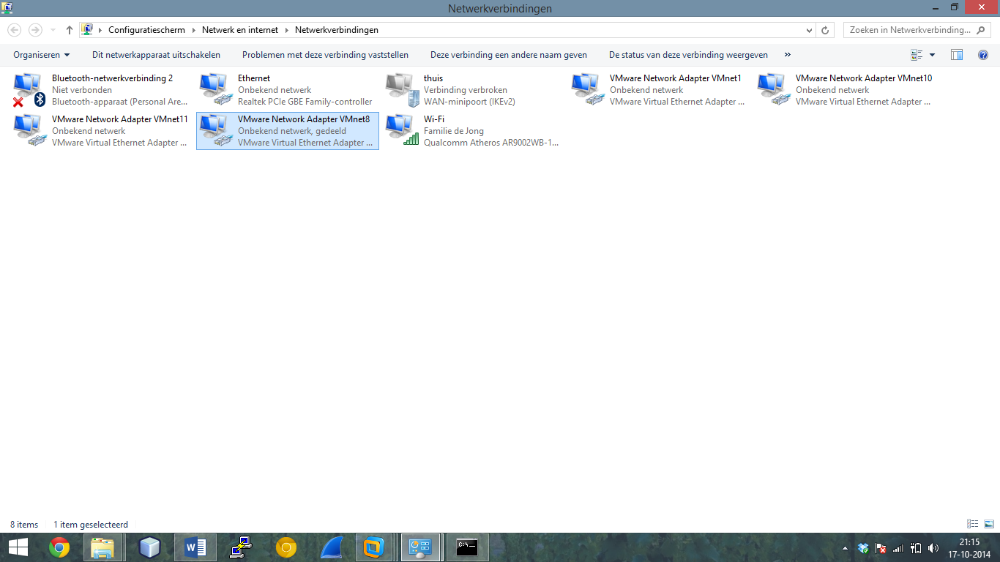 Netwerkverbindingen
Configuratiescherm Netwerk en internet Netwerkverbindingen
Zoeken in Netwerkverbinding...
Organiseren Dit netwerkapparaat uitschakelen Problemen met deze verbinding vaststellen Deze verbinding een andere naam geven De status van deze verbinding weergeven »
Bluetooth-netwerkverbinding 2
Niet verbonden
Bluetooth-apparaat (Personal Are...
Ethernet
Onbekend netwerk
Realtek PCIe GBE Family-controller
thuis
Verbinding verbroken
WAN-minipoort (IKEv2)
VMware Network Adapter VMnet1
Onbekend netwerk
VMware Virtual Ethernet Adapter ...
VMware Network Adapter VMnet10
Onbekend netwerk
VMware Virtual Ethernet Adapter ...
VMware Network Adapter VMnet11
Onbekend netwerk
VMware Virtual Ethernet Adapter ...
VMware Network Adapter VMnet8
Onbekend netwerk, gedeeld
VMware Virtual Ethernet Adapter ...
Wi-Fi
Familie de Jong
Qualcomm Atheros AR9002WB-1...
8 items 1 item geselecteerd
21:15
17-10-2014